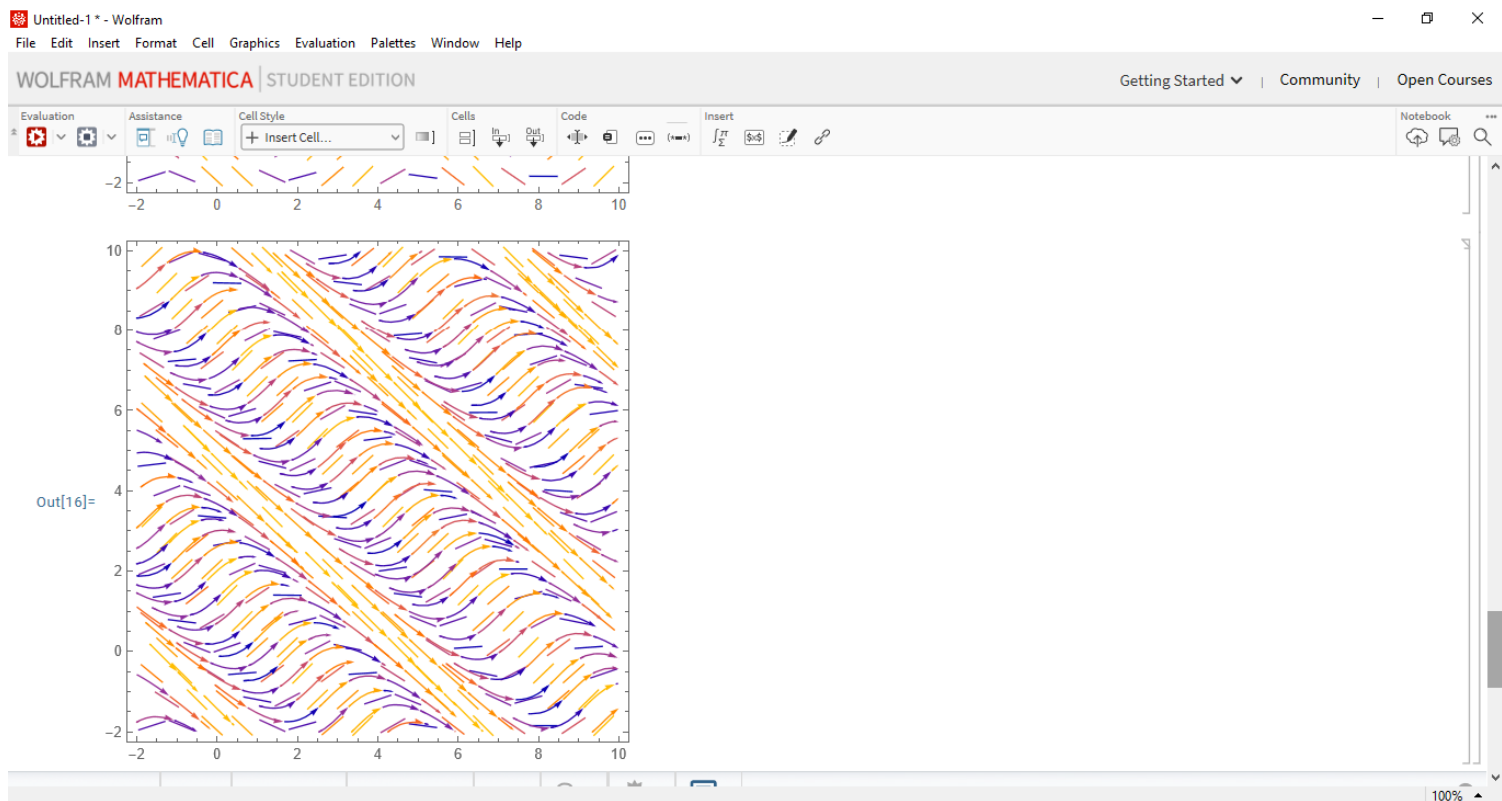 Untitled-1 * - Wolfram
File Edit Insert Format Cell Graphics Evaluation Palettes Window Help
WOLFRAM MATHEMATICA STUDENT EDITION
Getting Started | Community | Open Courses
Evaluation Assistance Cell Style Cells Code Insert Notebook
Insert Cell...
In Out
$x$
−2
−2 0 2 4 6 8 10
10
8
6
Out[16]=
4
2
0
−2
−2 0 2 4 6 8 10
100%